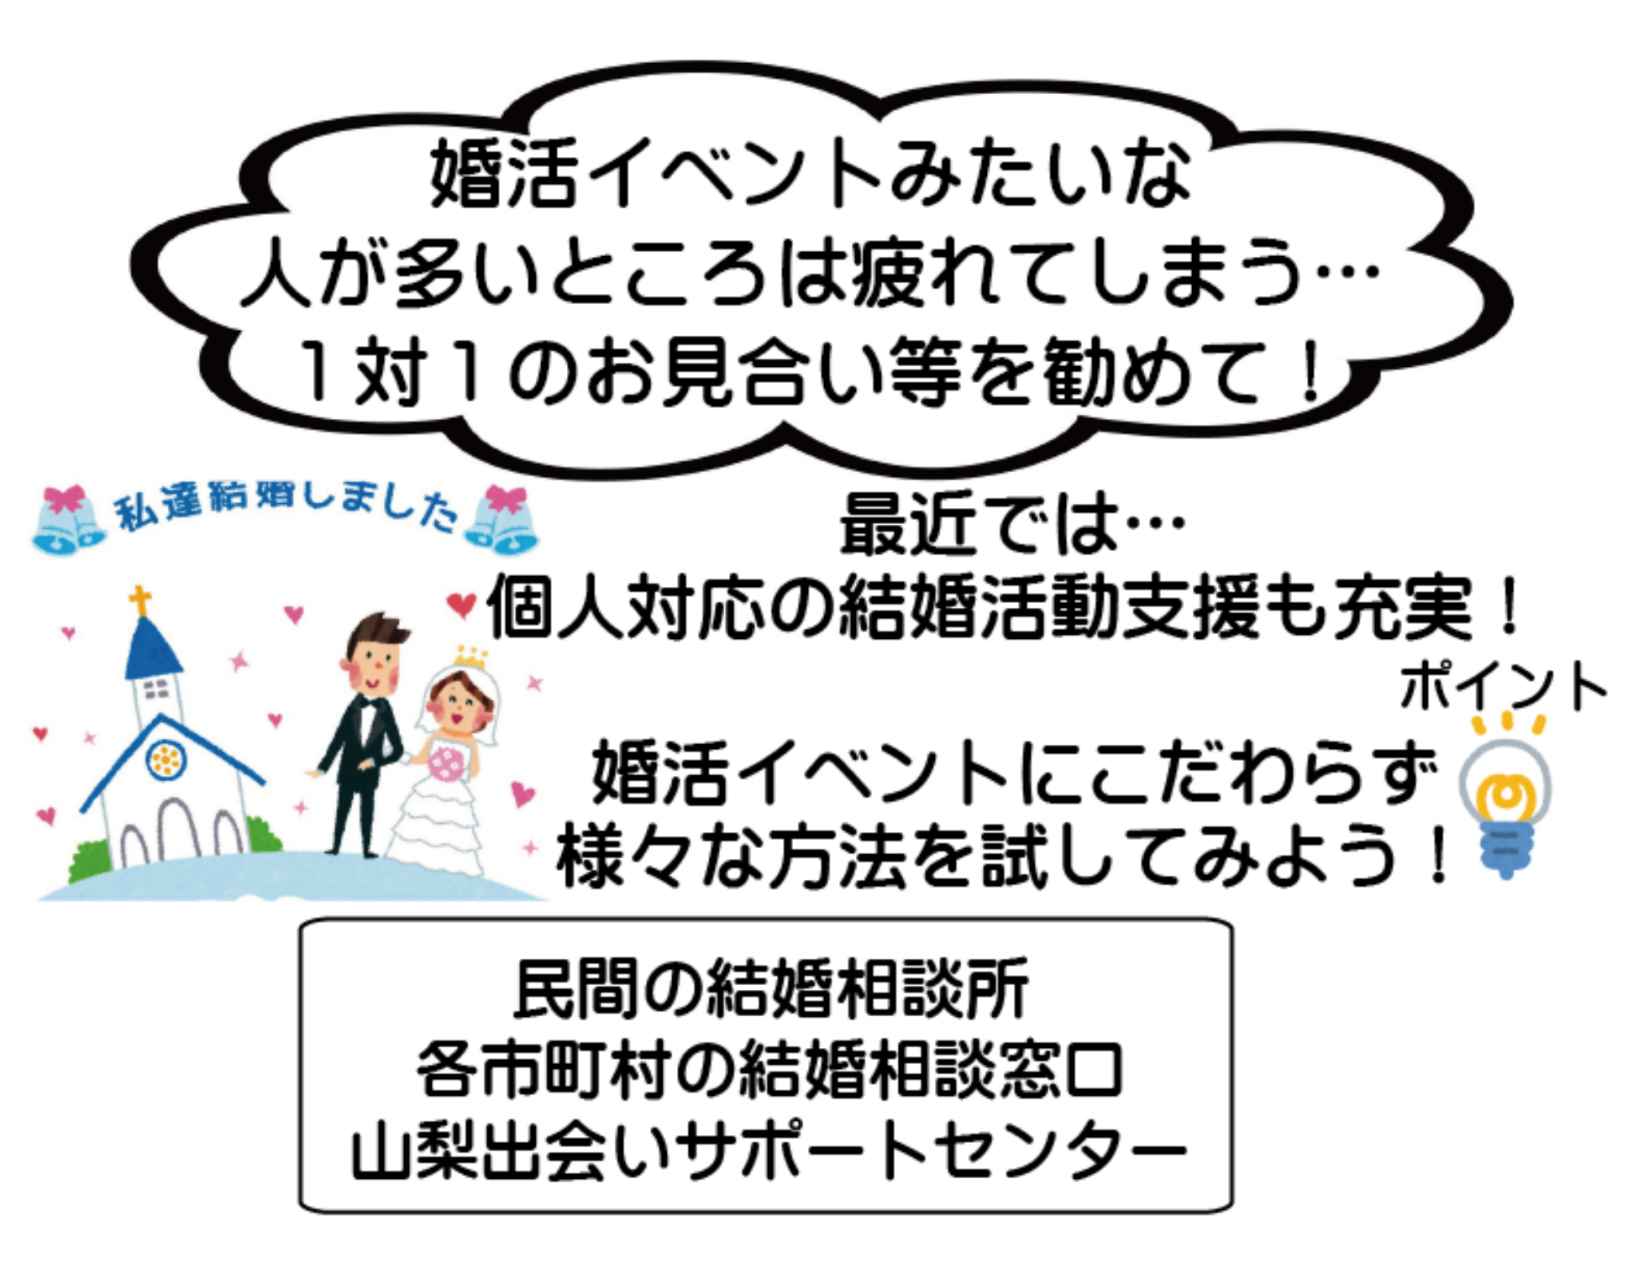 婚活イベントみたいな
人が多いところは疲れてしまう…
１対１のお見合い等を勧めて！
私達結婚しました
最近では…
個人対応の結婚活動支援も充実！
ポイント
婚活イベントにこだわらず
様々な方法を試してみよう！
民間の結婚相談所
各市町村の結婚相談窓口
山梨出会いサポートセンター